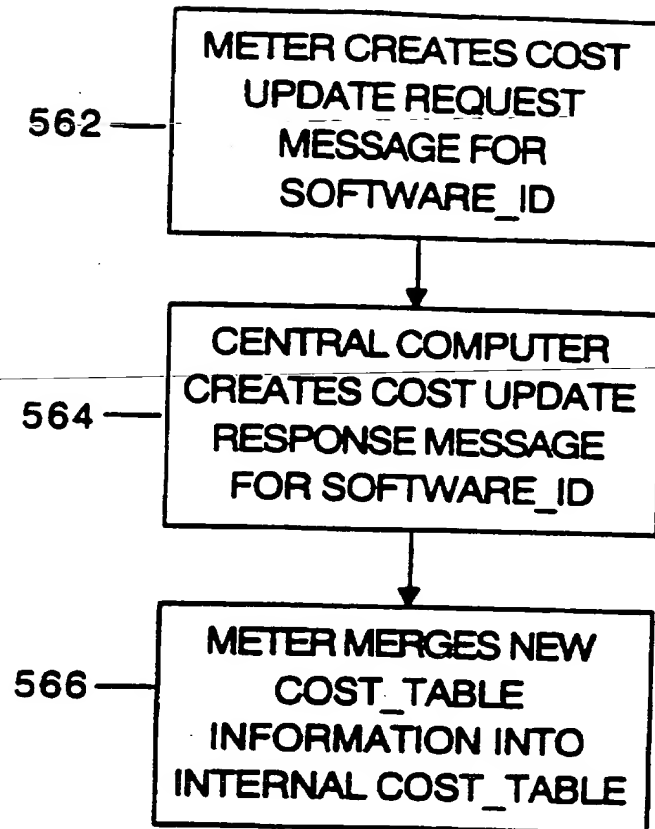 METER CREATES COST
UPDATE REQUEST
562
MESSAGE FOR
SOFTWARE_ID
CENTRAL COMPUTER
CREATES COST UPDATE
564
RESPONSE MESSAGE
FOR SOFTWARE_ID
METER MERGES NEW
566
COST_TABLE
INFORMATION INTO
INTERNAL COST_TABLE